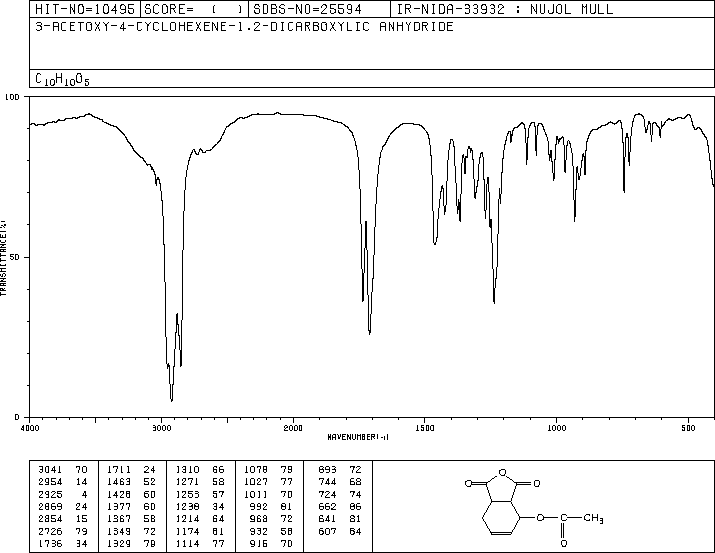 HIT-NO=10495 SCORE= ( ) SDBS-NO=25594 IR-NIDA-33932 : NUJOL MULL
3-ACETOXY-4-CYCLOHEXENE-1,2-DICARBOXYLIC ANHYDRIDE
C10H10O5
100
50
0
TRANSMITTANCE(%)
4000 3000 2000 1500 1000 500
WAVENUMBER(-1)
3041 70 1711 24 1310 66 1078 79 893 72
2954 14 1463 52 1271 58 1027 77 744 68
2925 4 1428 60 1253 57 1011 70 724 74
2869 24 1377 60 1238 34 992 81 662 86
2854 15 1367 58 1214 64 968 72 641 81
2726 79 1349 72 1174 81 932 58 607 84
1736 34 1329 79 1114 77 916 70
O
O O
O C CH3
O